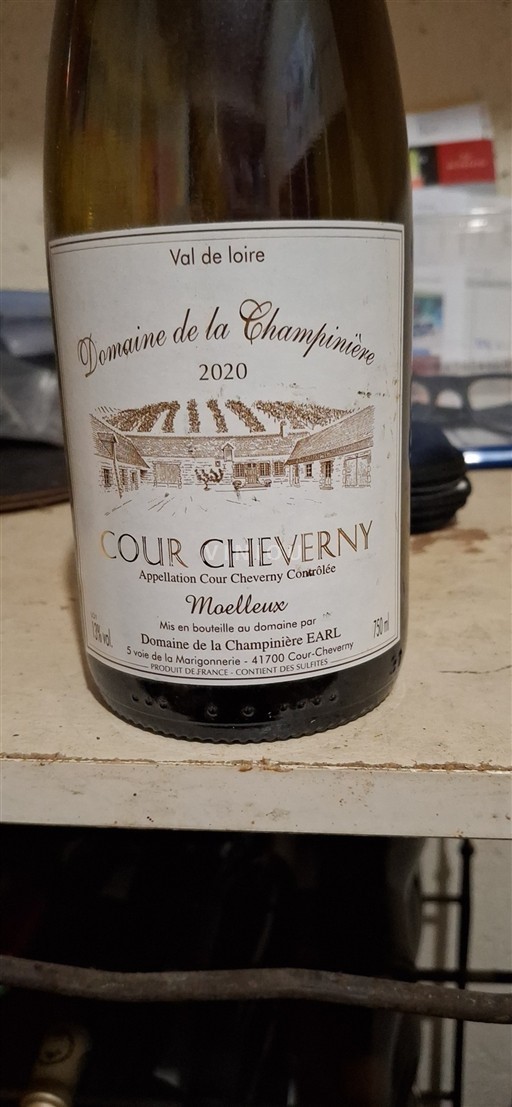 Val de loire
Domaine de la Champinière
2020
COUR CHEVERNY
Appellation Cour Cheverny Contrôlée
Moelleux
Mis en bouteille au domaine par
13% vol.
Domaine de la Champinière EARL
750 ml
5 voie de la Marigonnerie - 41700 Cour-Cheverny
PRODUIT DE FRANCE - CONTIENT DES SULFITES